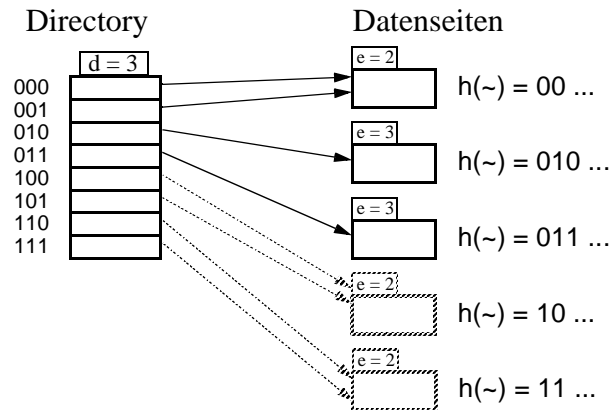 Directory
Datenseiten
d = 3
000
001
010
011
100
101
110
111
e = 2
h(~) = 00 ...
e = 3
h(~) = 010 ...
e = 3
h(~) = 011 ...
e = 2
h(~) = 10 ...
e = 2
h(~) = 11 ...